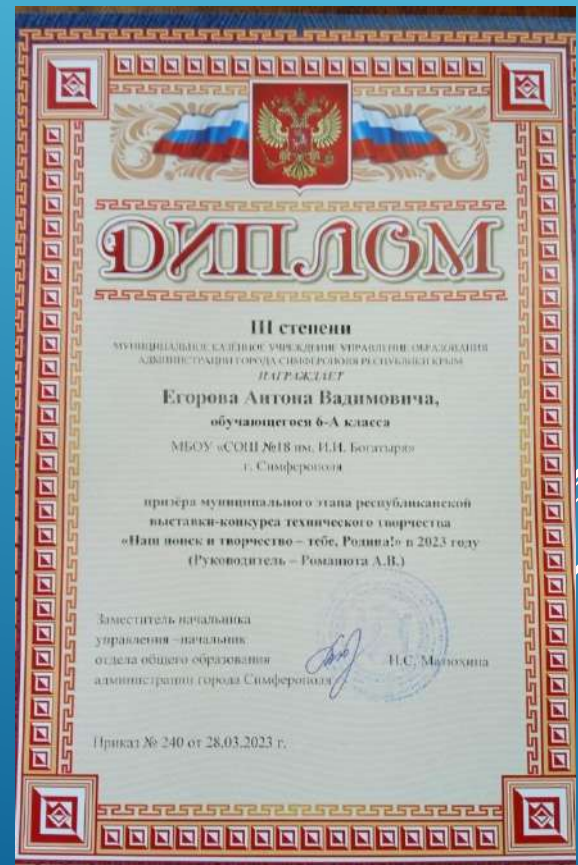 ДИПЛОМ
III степени
МУНИЦИПАЛЬНОЕ КАЗЁННОЕ УЧРЕЖДЕНИЕ УПРАВЛЕНИЕ ОБРАЗОВАНИЯ
АДМИНИСТРАЦИИ ГОРОДА СИМФЕРОПОЛЯ РЕСПУБЛИКИ КРЫМ
НАГРАЖДАЕТ
Егорова Антона Вадимовича,
обучающегося 6-А класса
МБОУ «СОШ №18 им. И.И. Богатыря»
г. Симферополя
призёра муниципального этапа республиканской
выставки-конкурса технического творчества
«Наш поиск и творчество – тебе, Родина!» в 2023 году
(Руководитель – Романюта А.В.)
Заместитель начальника
управления –начальник
отдела общего образования
администрации города Симферополя
Н.С. Малохина
Приказ № 240 от 28.03.2023 г.